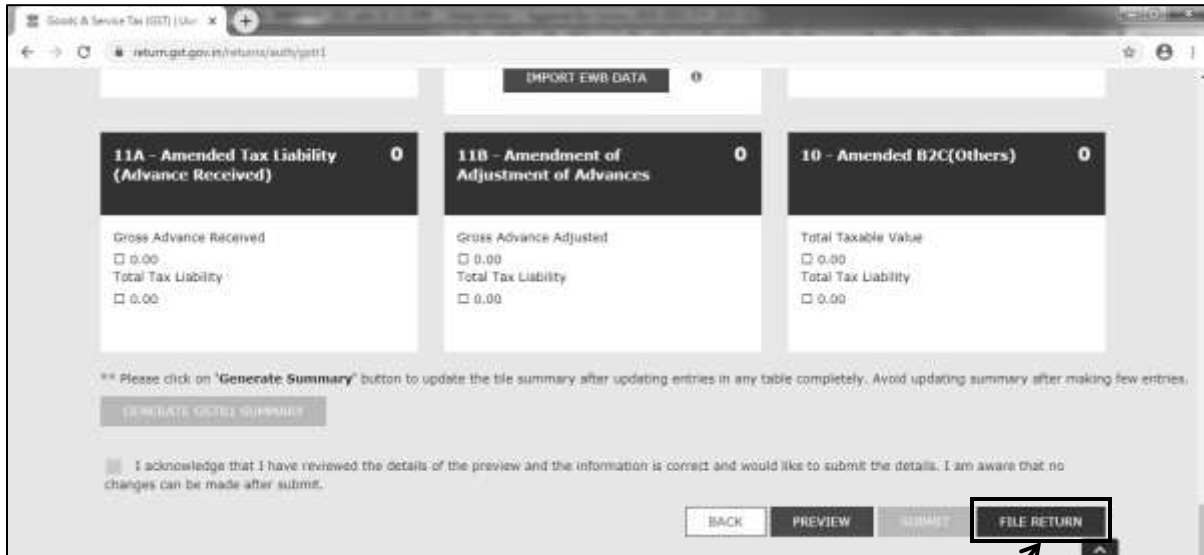 Goods & Service Tax (GST) | Use
return.gst.gov.in/returns/auth/gstr1
IMPORT EWB DATA
11A - Amended Tax Liability (Advance Received) 0
11B - Amendment of Adjustment of Advances 0
10 - Amended B2C(Others) 0
Gross Advance Received
0.00
Total Tax Liability
0.00
Gross Advance Adjusted
0.00
Total Tax Liability
0.00
Total Taxable Value
0.00
Total Tax Liability
0.00
** Please click on 'Generate Summary' button to update the tile summary after updating entries in any table completely. Avoid updating summary after making few entries.
GENERATE GSTR1 SUMMARY
I acknowledge that I have reviewed the details of the preview and the information is correct and would like to submit the details. I am aware that no
changes can be made after submit.
BACK PREVIEW SUBMIT FILE RETURN